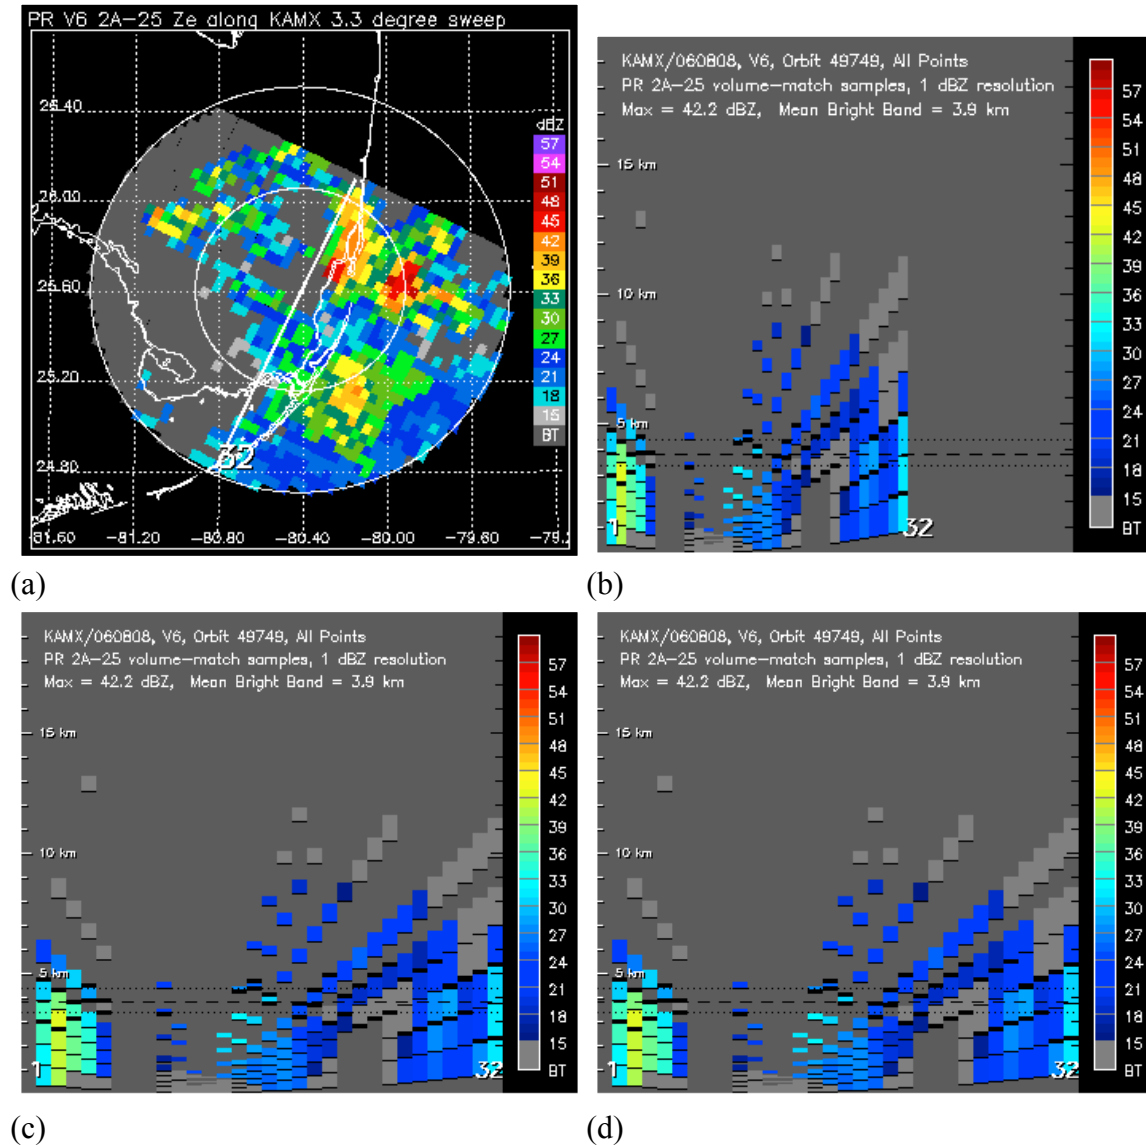 PR V6 2A-25 Ze along KAMX 3.3 degree sweep
26.40
26.00
25.60
25.20
24.80
-81.60
-81.20
-80.80
-80.40
-80.00
-79.60
-79.2
32
dBZ
57
54
51
48
45
42
39
36
33
30
27
24
21
18
15
BT
(a)
KAMX/060808, V6, Orbit 49749, All Points
PR 2A-25 volume-match samples, 1 dBZ resolution
Max = 42.2 dBZ, Mean Bright Band = 3.9 km
15 km
10 km
5 km
1
32
57
54
51
48
45
42
39
36
33
30
27
24
21
18
15
BT
(b)
KAMX/060808, V6, Orbit 49749, All Points
PR 2A-25 volume-match samples, 1 dBZ resolution
Max = 42.2 dBZ, Mean Bright Band = 3.9 km
15 km
10 km
5 km
1
32
57
54
51
48
45
42
39
36
33
30
27
24
21
18
15
BT
(c)
KAMX/060808, V6, Orbit 49749, All Points
PR 2A-25 volume-match samples, 1 dBZ resolution
Max = 42.2 dBZ, Mean Bright Band = 3.9 km
15 km
10 km
5 km
1
32
57
54
51
48
45
42
39
36
33
30
27
24
21
18
15
BT
(d)